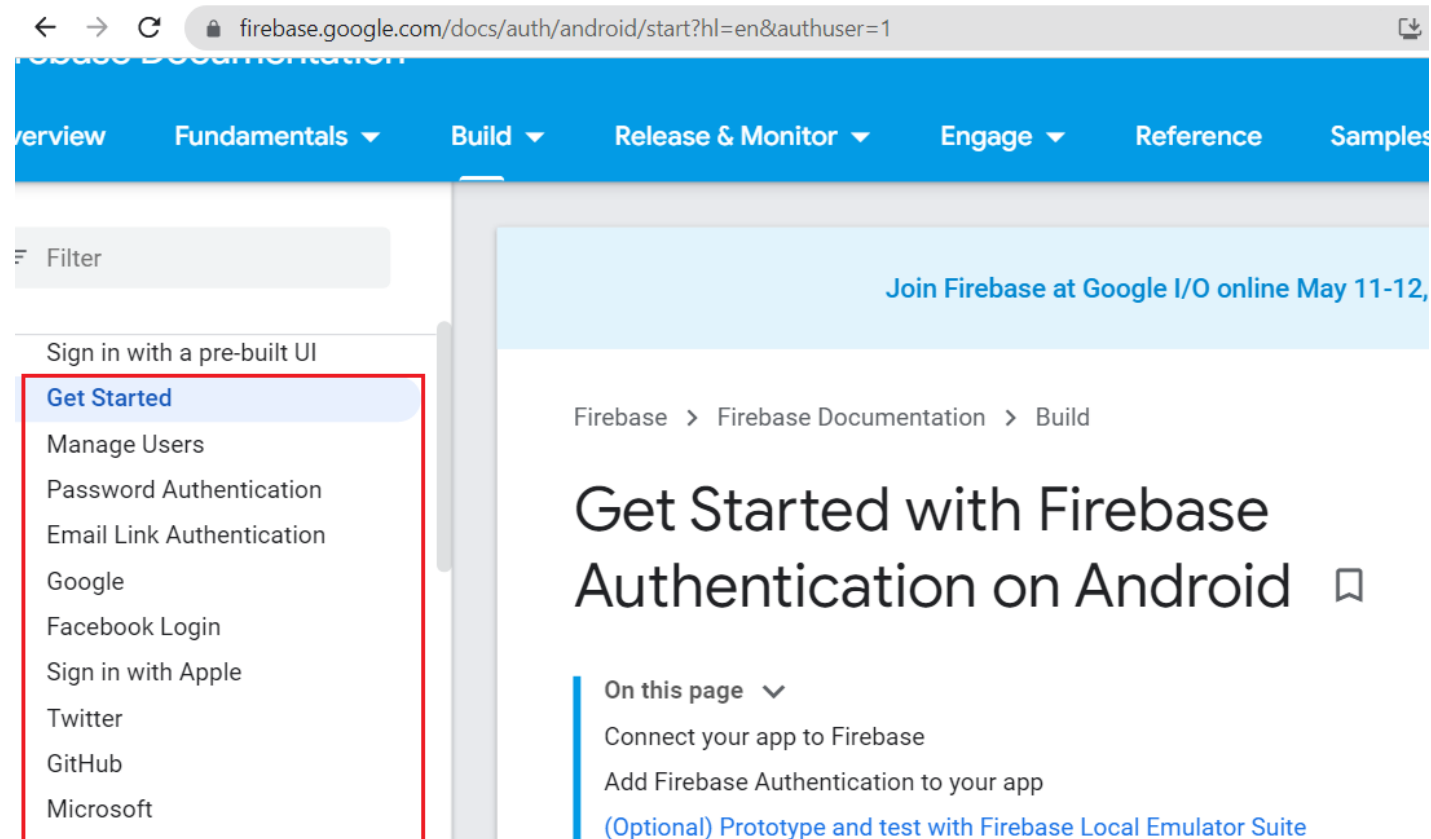 firebase.google.com/docs/auth/android/start?hl=en&authuser=1
Documentation
Fundamentals
Build
Release & Monitor
Engage
Reference
Samples
Filter
Join Firebase at Google I/O online May 11-12,
Sign in with a pre-built UI
Get Started
Manage Users
Password Authentication
Email Link Authentication
Google
Facebook Login
Sign in with Apple
Twitter
GitHub
Microsoft
Firebase > Firebase Documentation > Build
Get Started with Firebase
Authentication on Android
On this page
Connect your app to Firebase
Add Firebase Authentication to your app
(Optional) Prototype and test with Firebase Local Emulator Suite